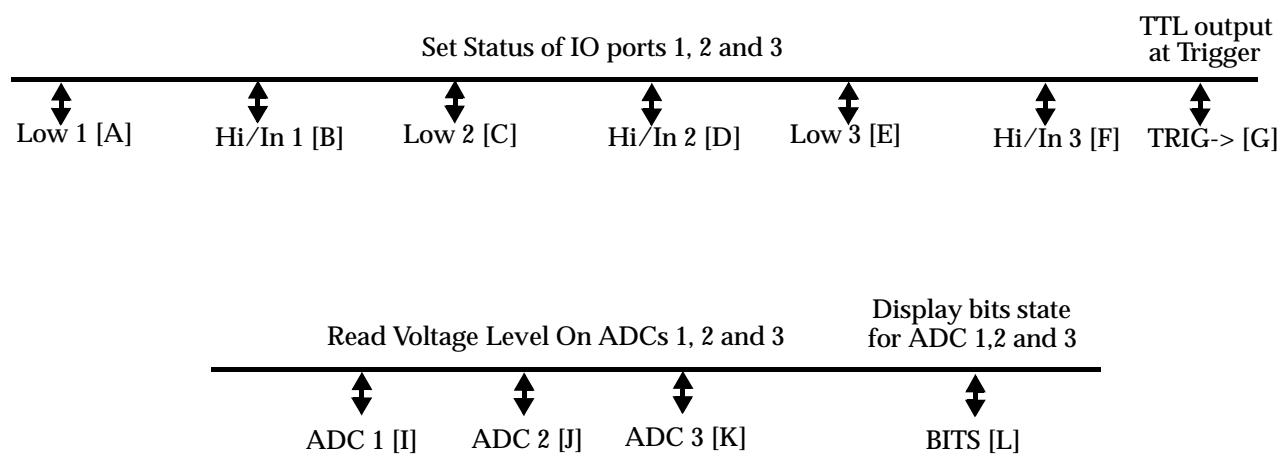 Set Status of IO ports 1, 2 and 3
TTL output
at Trigger
Low 1 [A]
Hi/In 1 [B]
Low 2 [C]
Hi/In 2 [D]
Low 3 [E]
Hi/In 3 [F]
TRIG-> [G]
Read Voltage Level On ADCs 1, 2 and 3
Display bits state
for ADC 1,2 and 3
ADC 1 [I]
ADC 2 [J]
ADC 3 [K]
BITS [L]